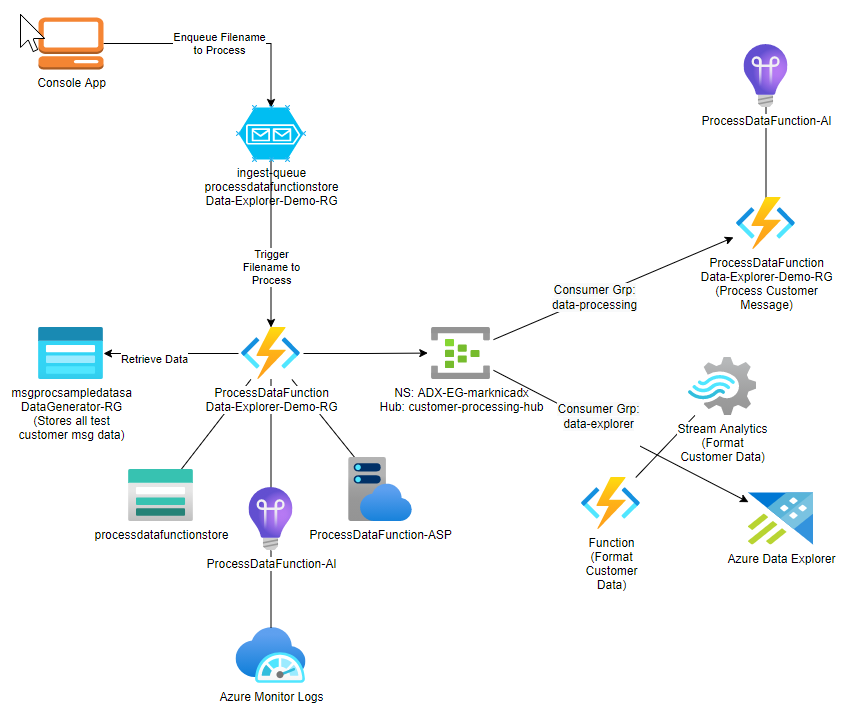 Enqueue Filename
to Process
Console App
ProcessDataFunction-AI
ingest-queue
processdatafunctionstore
Data-Explorer-Demo-RG
Trigger
Filename to
Process
ProcessDataFunction
Data-Explorer-Demo-RG
(Process Customer
Message)
Consumer Grp:
data-processing
Retrieve Data
msgprocsampledatasa
DataGenerator-RG
(Stores all test
customer msg data)
ProcessDataFunction
Data-Explorer-Demo-RG
NS: ADX-EG-marknicadx
Hub: customer-processing-hub
Consumer Grp:
data-explorer
Stream Analytics
(Format
Customer Data)
processdatafunctionstore
ProcessDataFunction-ASP
ProcessDataFunction-AI
Function
(Format
Customer
Data)
Azure Data Explorer
Azure Monitor Logs